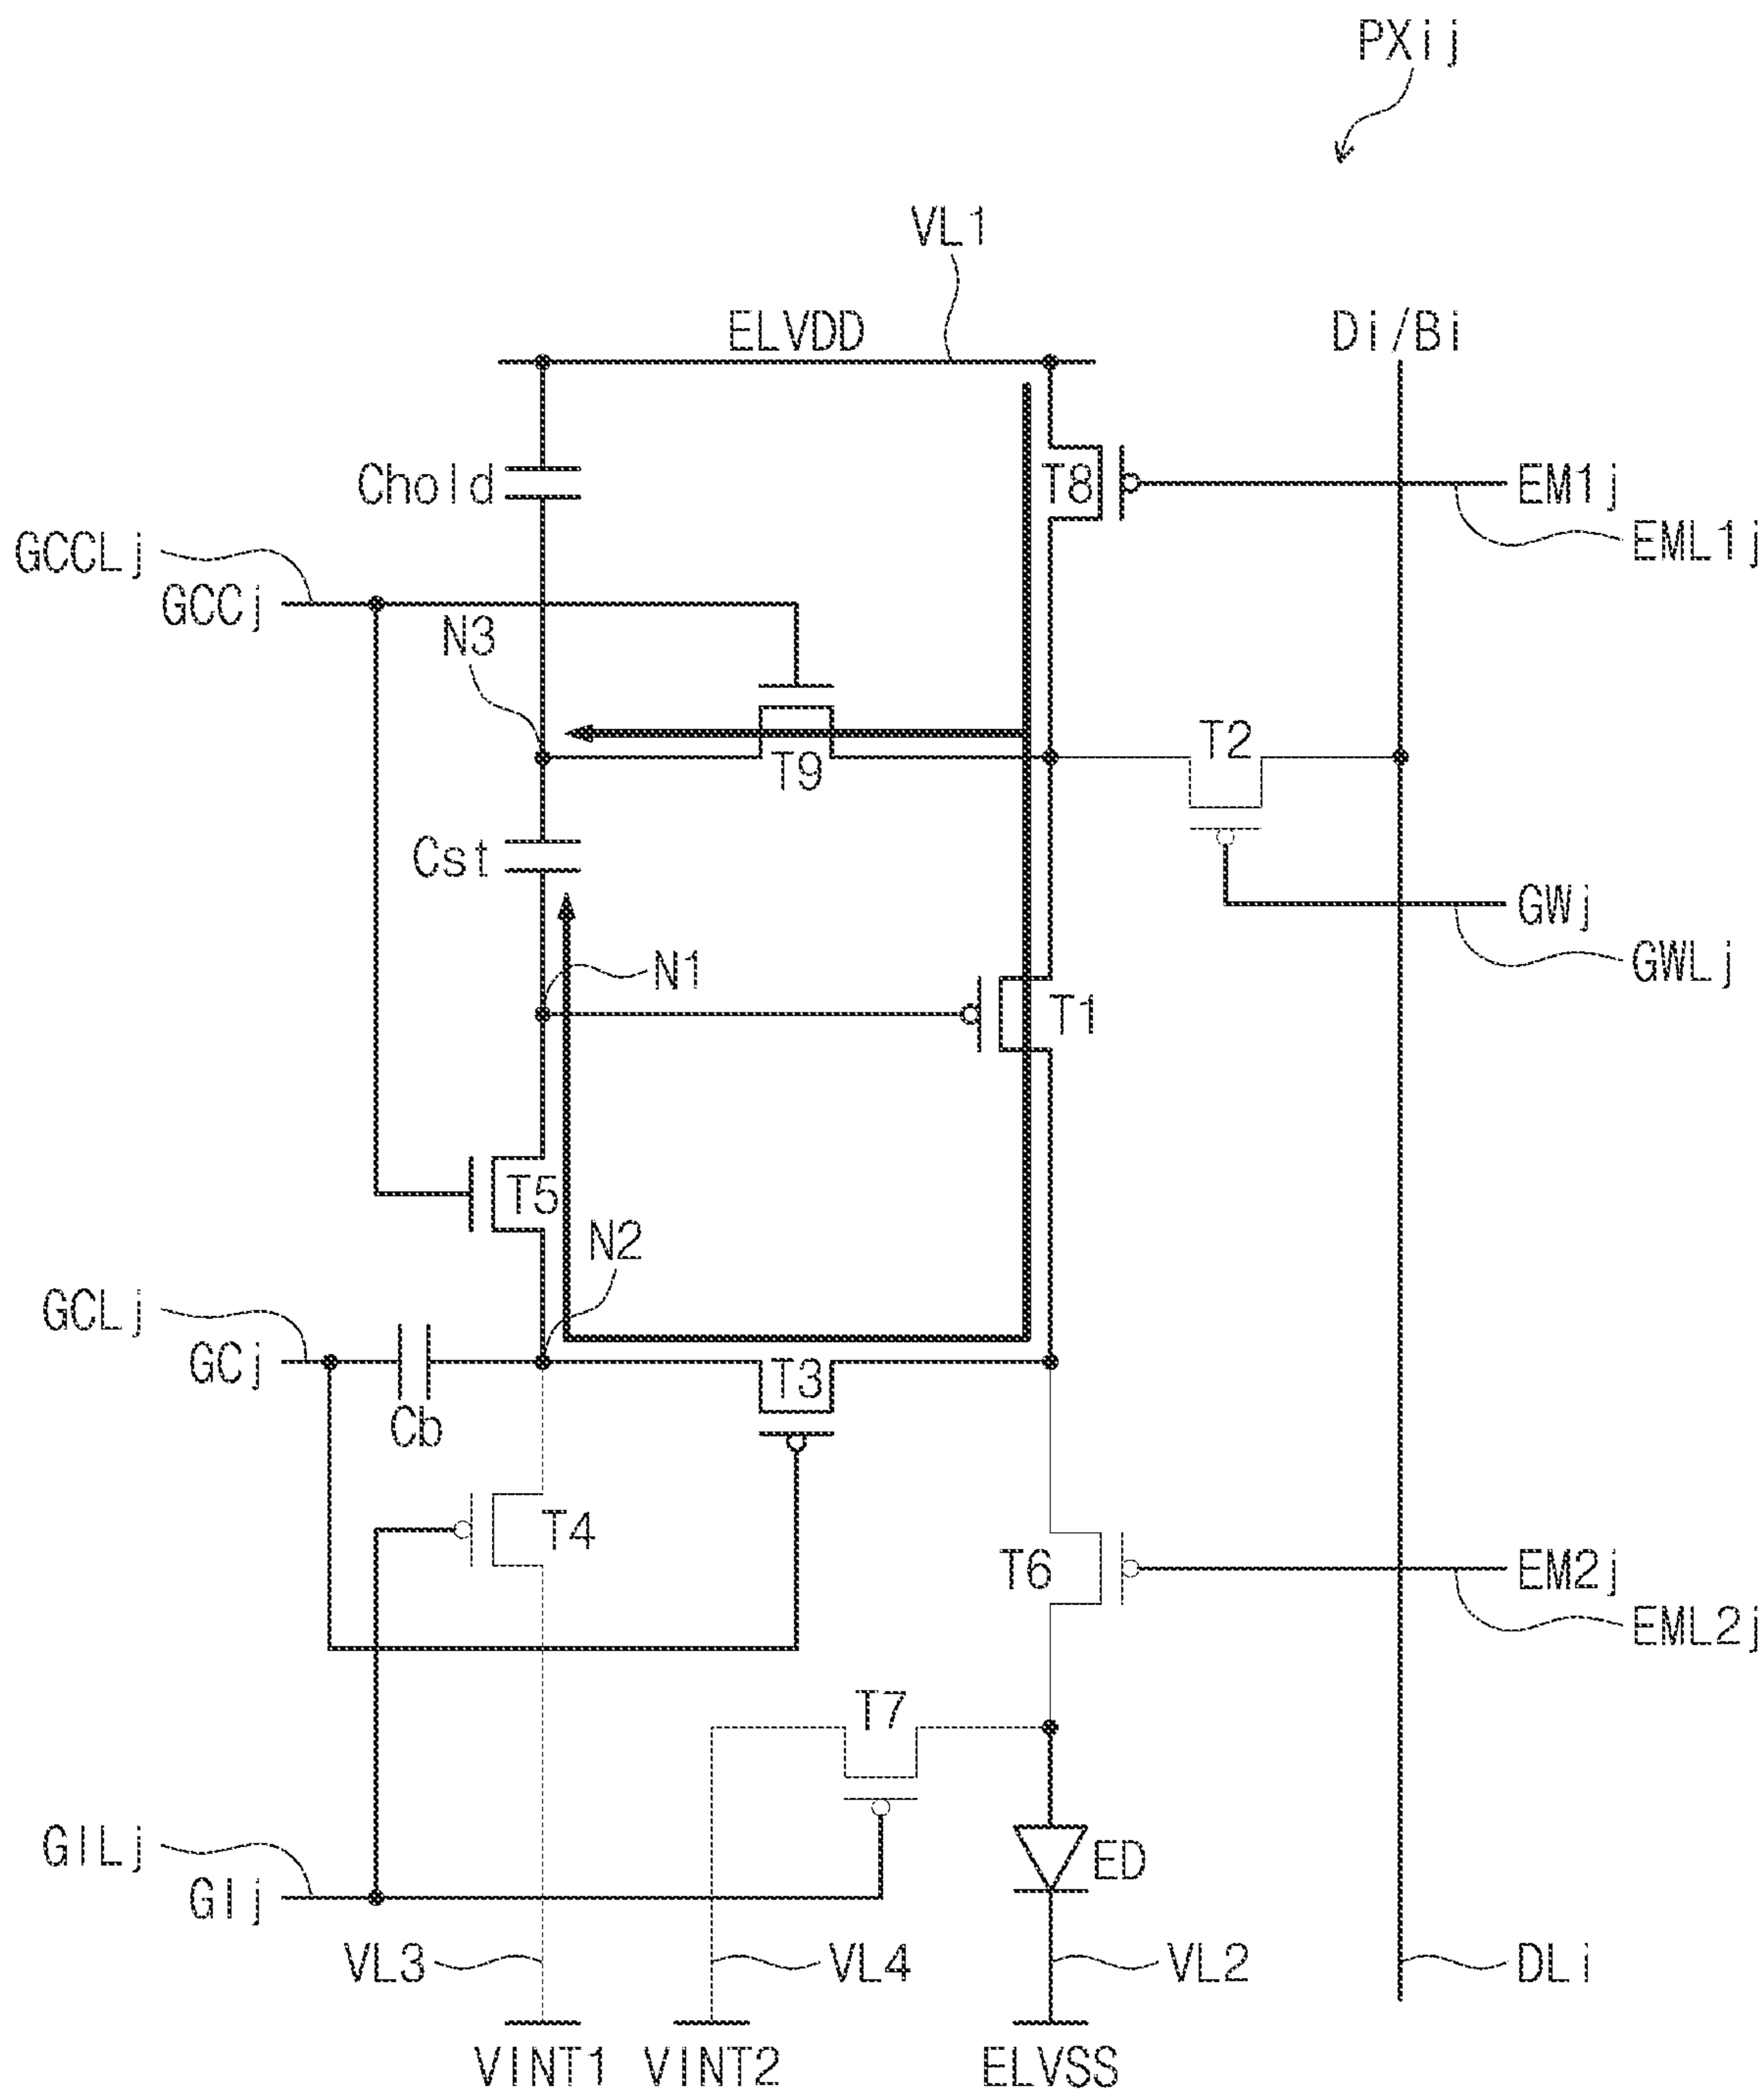 PXij
VL1
ELVDD
Di/Bi
Chold
T8
EM1j
EML1j
GCCLj
GCCj
N3
T2
T9
Cst
GWj
GWLj
N1
T1
T5
N2
GCLj
GCj
T3
Cb
T4
T6
EM2j
EML2j
T7
GILj
GIj
ED
VL3
VL4
VL2
DLi
VINT1
VINT2
ELVSS